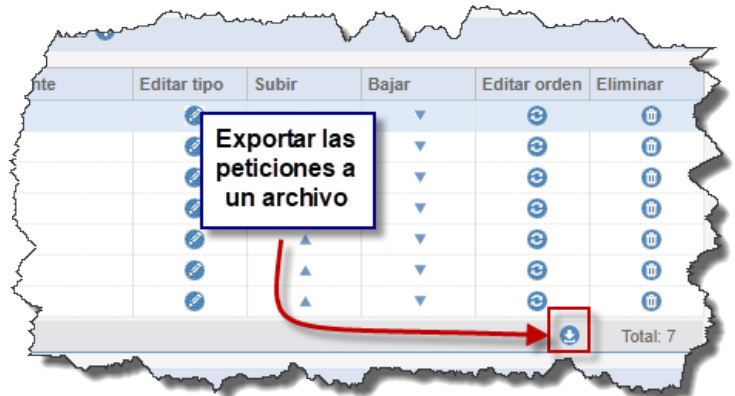 nte Editar tipo Subir Bajar Editar orden Eliminar
Exportar las
peticiones a
un archivo
Total: 7